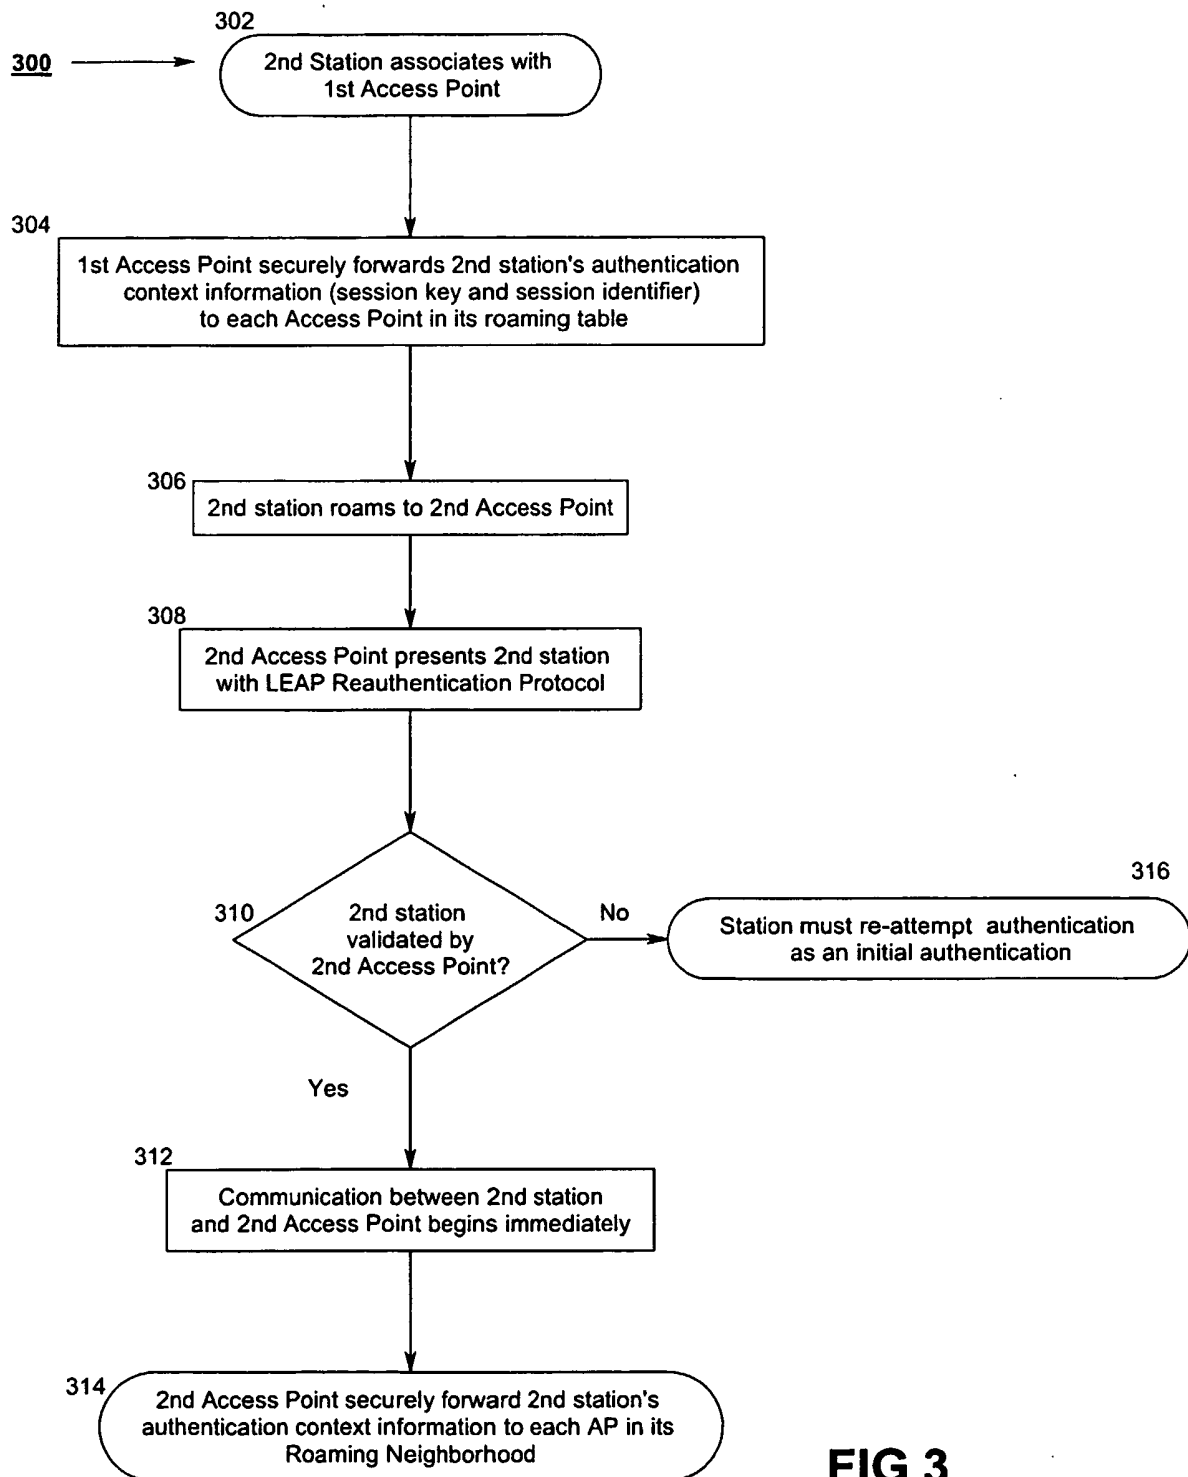 302
300
2nd Station associates with
1st Access Point
304
1st Access Point securely forwards 2nd station's authentication
context information (session key and session identifier)
to each Access Point in its roaming table
306
2nd station roams to 2nd Access Point
308
2nd Access Point presents 2nd station
with LEAP Reauthentication Protocol
310
2nd station
validated by
2nd Access Point?
No
316
Station must re-attempt authentication
as an initial authentication
Yes
312
Communication between 2nd station
and 2nd Access Point begins immediately
314
2nd Access Point securely forward 2nd station's
authentication context information to each AP in its
Roaming Neighborhood
FIG 3